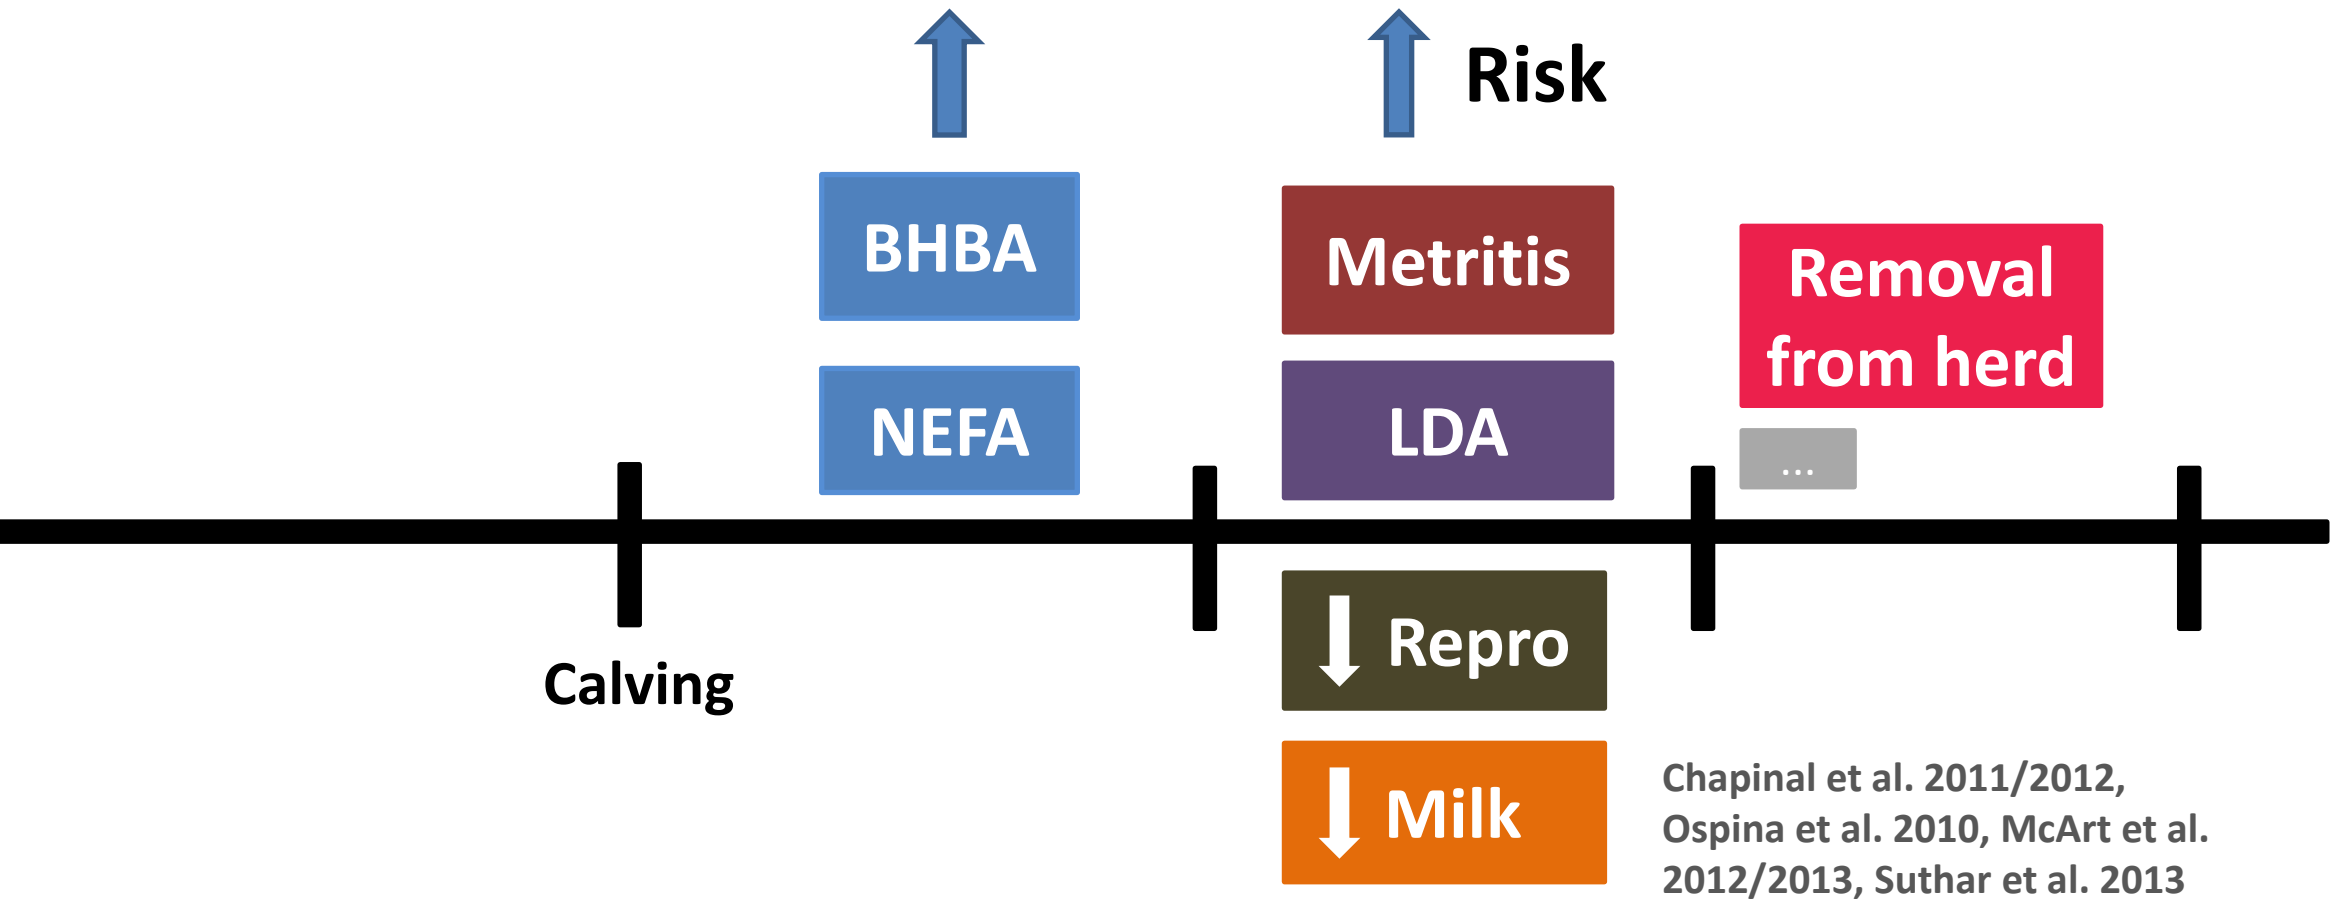 Risk
BHBA
Metritis
Removal
from herd
NEFA
LDA
...
Calving
Repro
Milk
Chapinal et al. 2011/2012,
Ospina et al. 2010, McArt et al.
2012/2013, Suthar et al. 2013